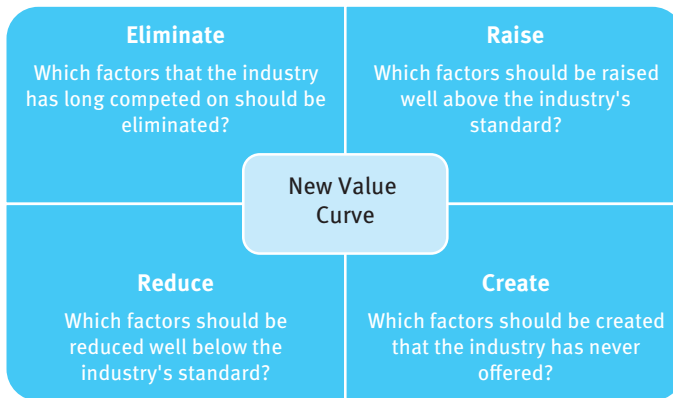 Eliminate
Which factors that the industry
has long competed on should be
eliminated?
Raise
Which factors should be raised
well above the industry's
standard?
New Value
Curve
Reduce
Which factors should be
reduced well below the
industry's standard?
Create
Which factors should be created
that the industry has never
offered?